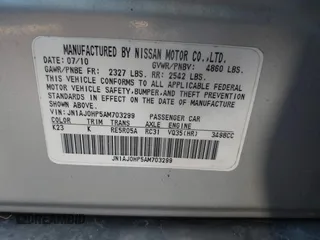 MANUFACTURED BY NISSAN MOTOR CO.,LTD.
DATE: 07/10 GVWR/PNBV: 4860 LBS.
GAWR/PNBE FR: 2327 LBS. RR: 2542 LBS.
THIS VEHICLE CONFORMS TO ALL APPLICABLE FEDERAL
MOTOR VEHICLE SAFETY, BUMPER, AND THEFT PREVENTION
STANDARDS IN EFFECT ON THE DATE OF
MANUFACTURE SHOWN ABOVE.
JN1AJ0HP5AM703299 PASSENGER CAR
COLOR TRIM TRANS AXLE ENGINE
K23 K RE5R05A RC31 VQ35(HR) 3498CC